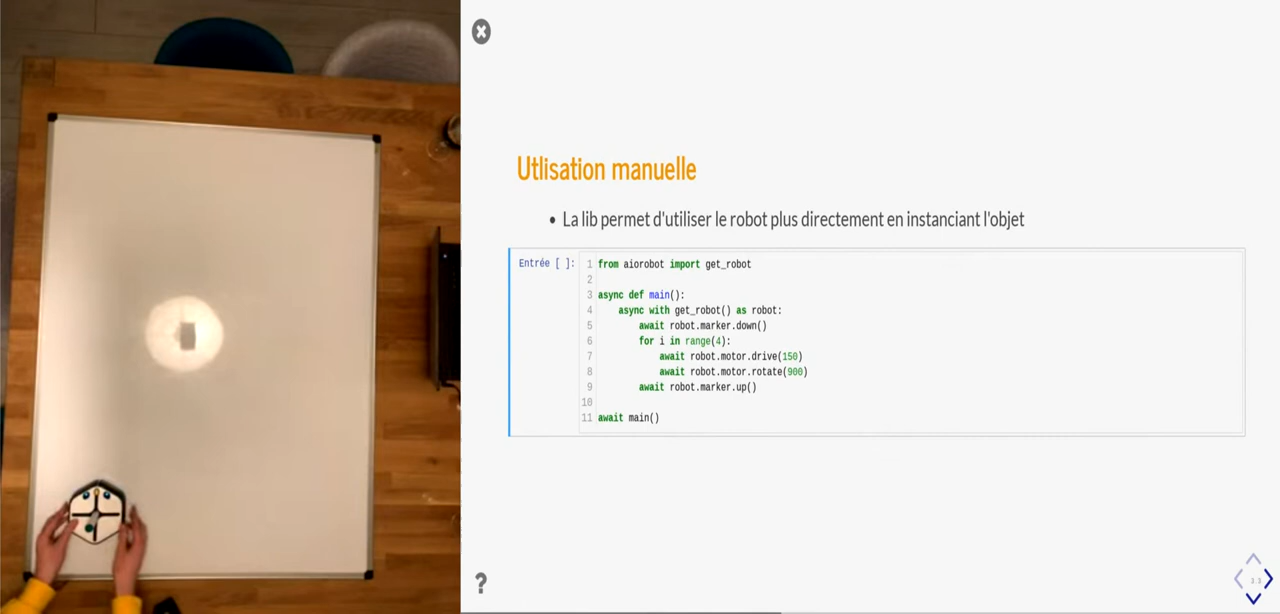 Utlisation manuelle
• La lib permet d'utiliser le robot plus directement en instanciant l'objet
Entrée [ ]:
1 from aiorobot import get_robot
2
3 async def main():
4     async with get_robot() as robot:
5         await robot.marker.down()
6         for i in range(4):
7             await robot.motor.drive(150)
8             await robot.motor.rotate(900)
9         await robot.marker.up()
10
11 await main()
?
3.3